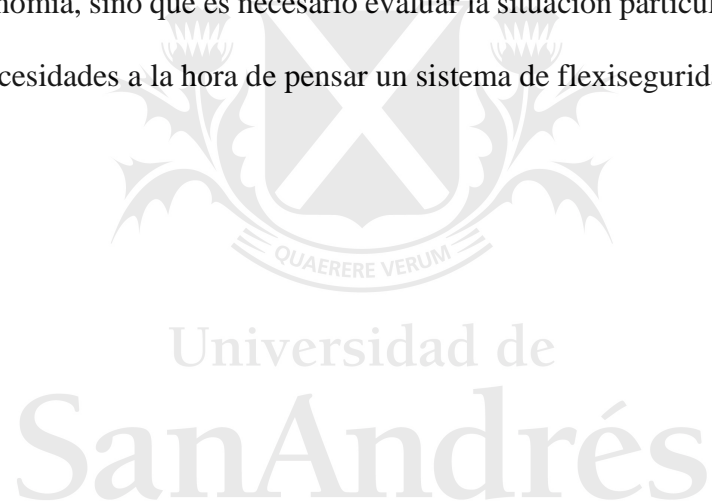 nomía, sino que es necesario evaluar la situación particul
cesidades a la hora de pensar un sistema de flexisegurid
QUAERERE VERUM
Universidad de
SanAndrés